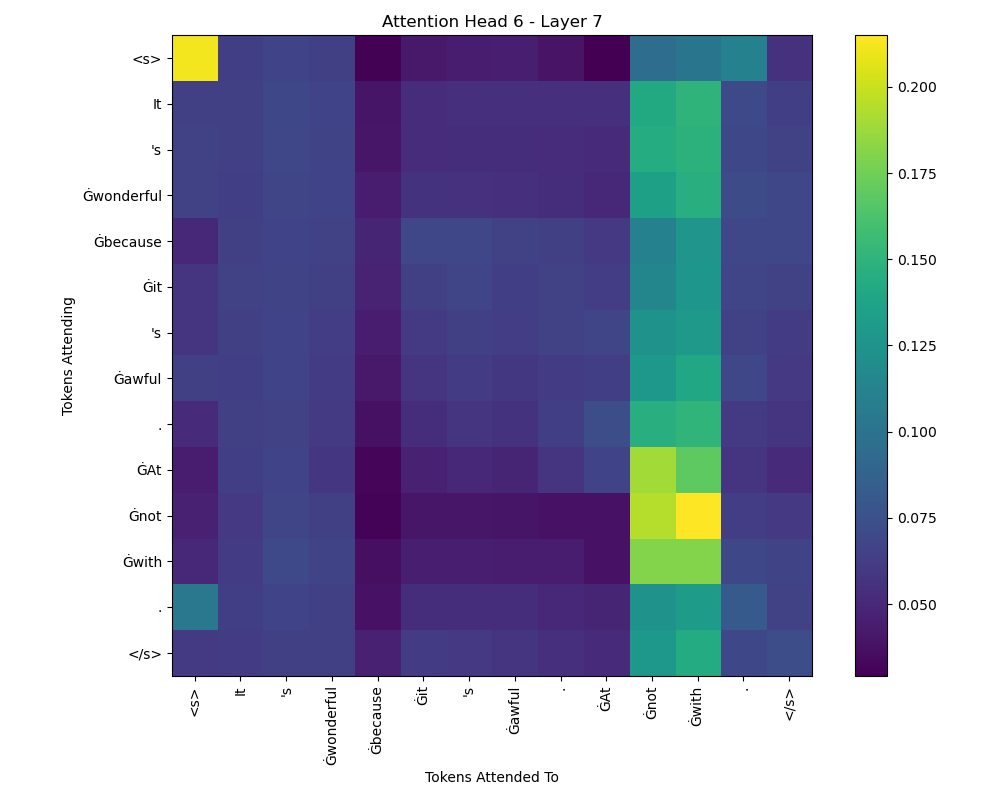 Attention Head 6 - Layer 7
<s>
It
's
Ġwonderful
Ġbecause
Ġit
's
Ġawful
.
ĠAt
Ġnot
Ġwith
.
</s>
Tokens Attending
<s>
It
's
Ġwonderful
Ġbecause
Ġit
's
Ġawful
.
ĠAt
Ġnot
Ġwith
.
</s>
Tokens Attended To
0.200
0.175
0.150
0.125
0.100
0.075
0.050